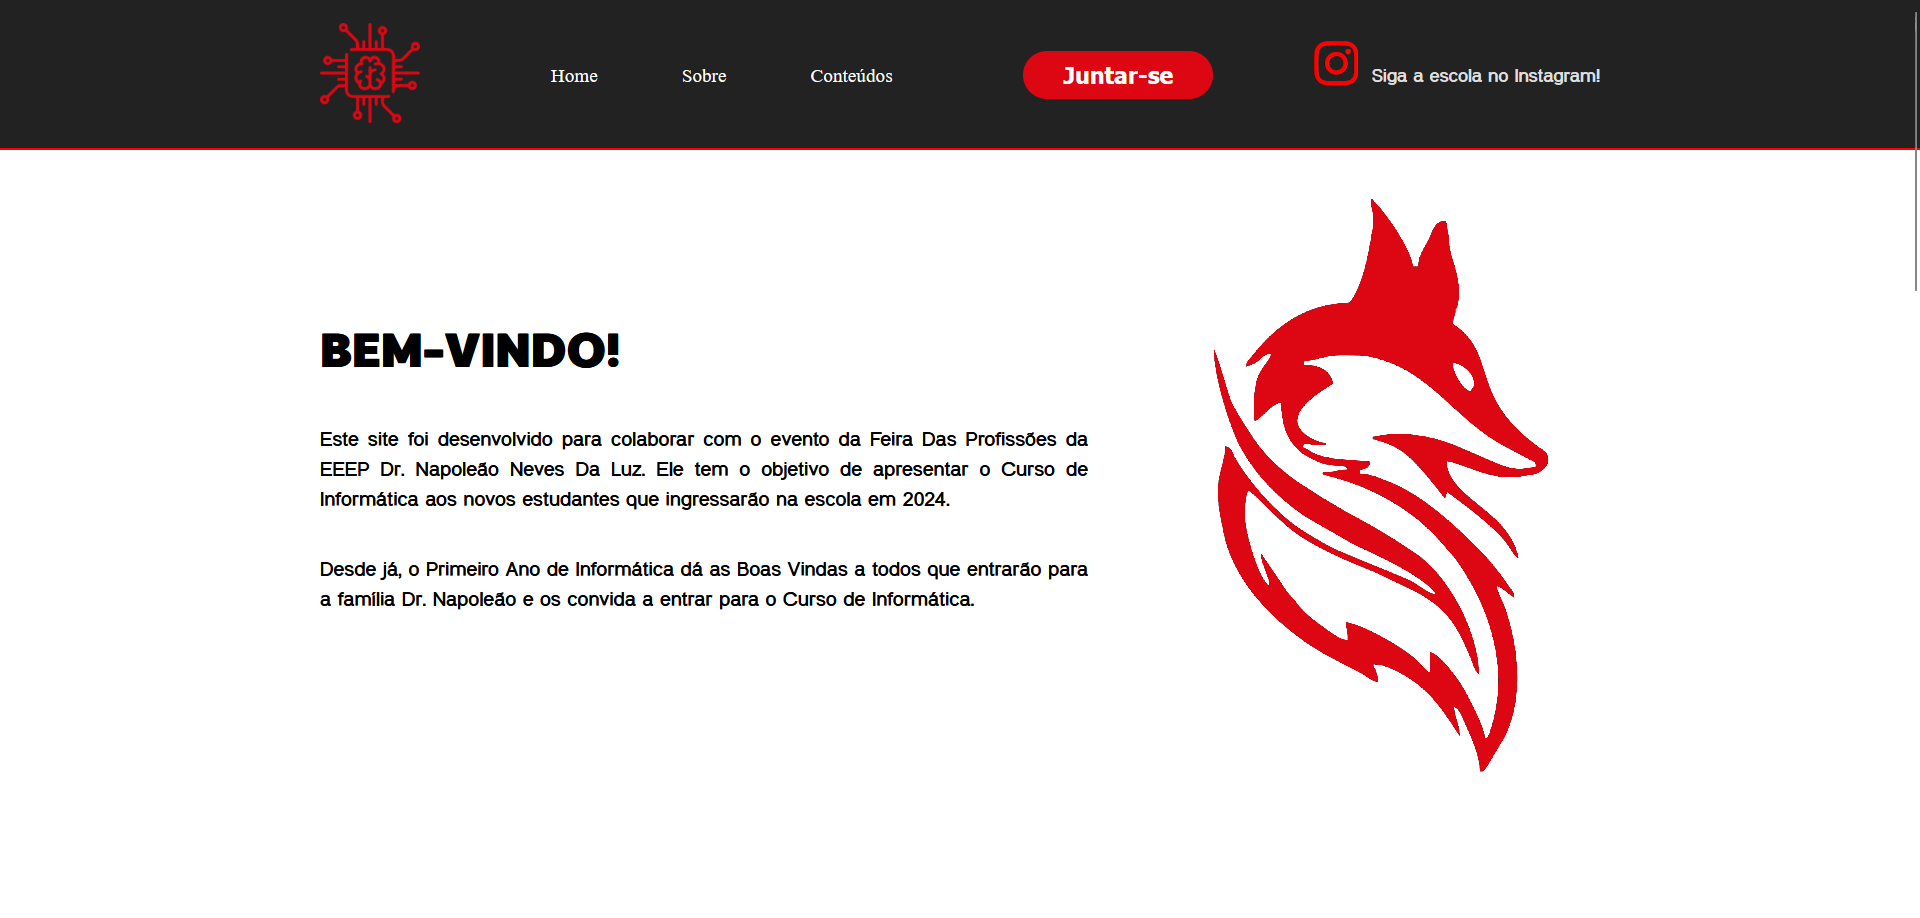 Home Sobre Conteúdos Juntar-se Siga a escola no Instagram!
BEM-VINDO!
Este site foi desenvolvido para colaborar com o evento da Feira Das Profissões da
EEEP Dr. Napoleão Neves Da Luz. Ele tem o objetivo de apresentar o Curso de
Informática aos novos estudantes que ingressarão na escola em 2024.
Desde já, o Primeiro Ano de Informática dá as Boas Vindas a todos que entrarão para
a família Dr. Napoleão e os convida a entrar para o Curso de Informática.